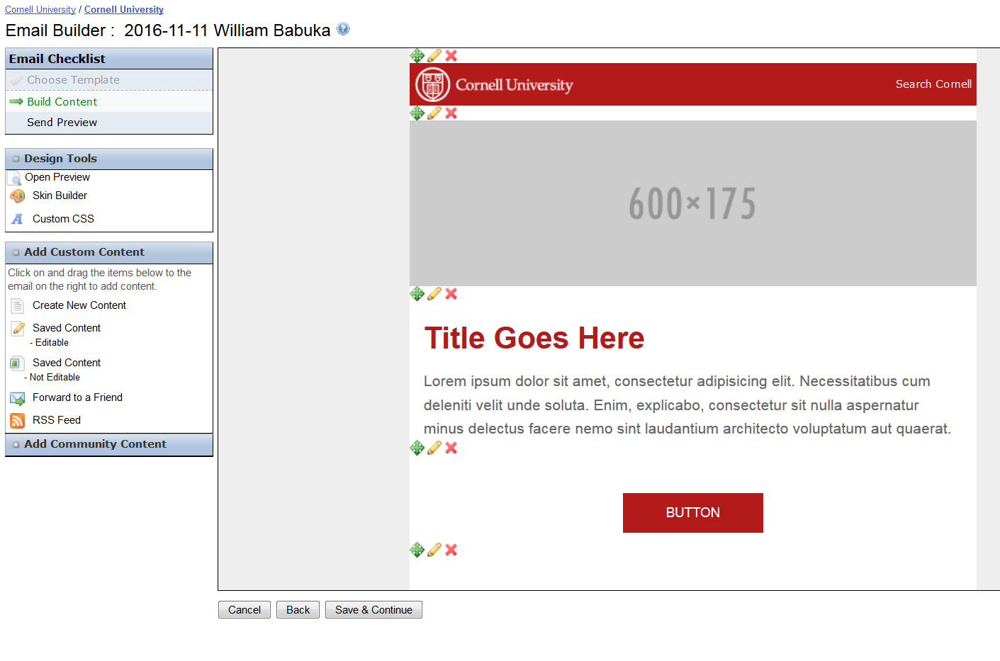 Cornell University / Cornell University
Email Builder : 2016-11-11 William Babuka
Email Checklist
Choose Template
Build Content
Send Preview
Design Tools
Open Preview
Skin Builder
Custom CSS
Add Custom Content
Click on and drag the items below to the
email on the right to add content.
Create New Content
Saved Content
- Editable
Saved Content
- Not Editable
Forward to a Friend
RSS Feed
Add Community Content
Cornell University
Search Cornell
600×175
Title Goes Here
Lorem ipsum dolor sit amet, consectetur adipisicing elit. Necessitatibus cum
deleniti velit unde soluta. Enim, explicabo, consectetur sit nulla aspernatur
minus delectus facere nemo sint laudantium architecto voluptatum aut quaerat.
BUTTON
Cancel
Back
Save & Continue